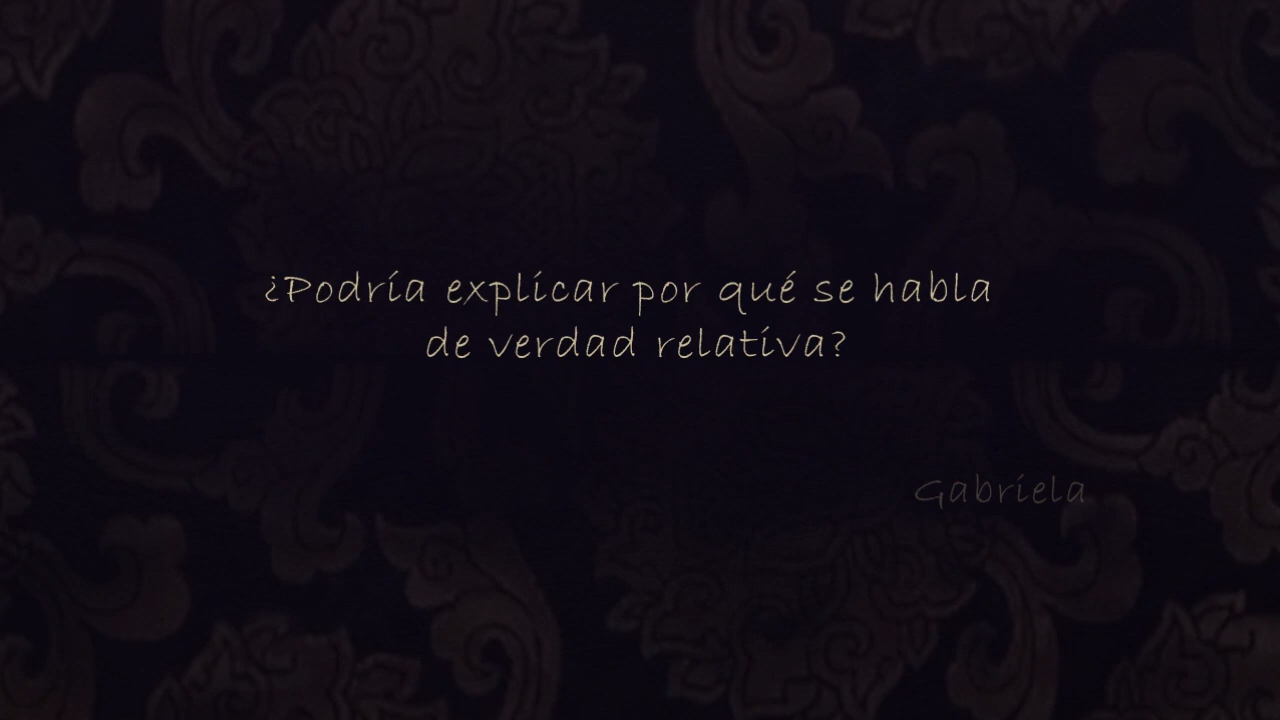 ¿Podría explicar por qué se habla
de verdad relativa?
Gabriela